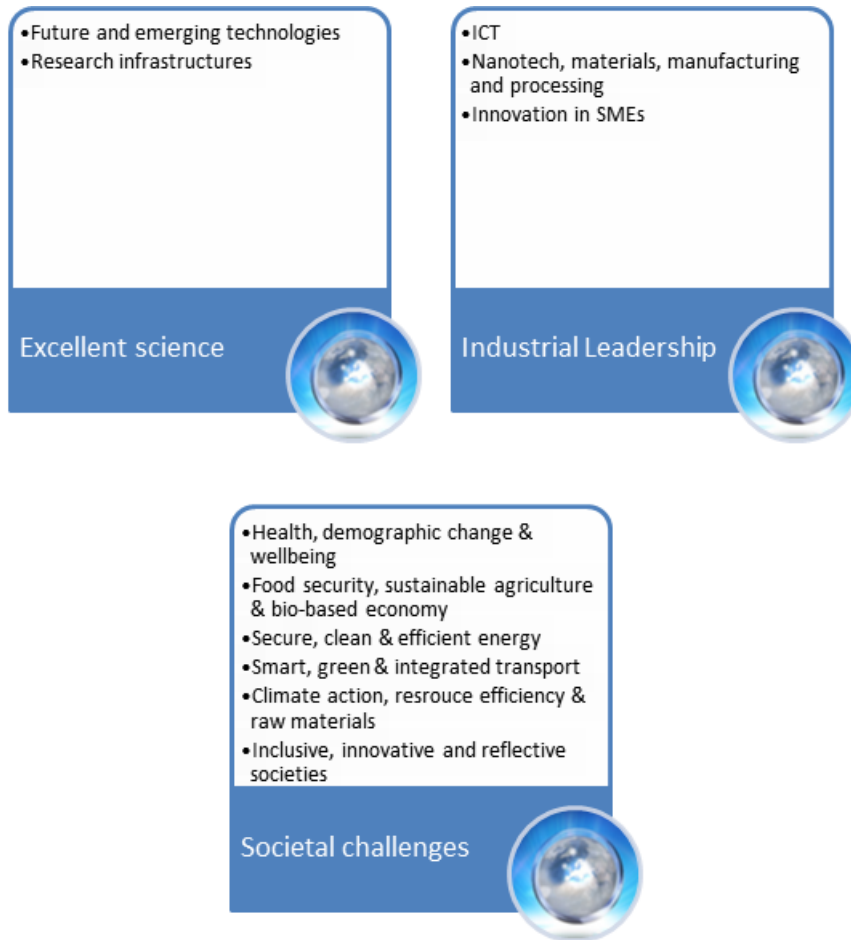 •Future and emerging technologies
•Research infrastructures
Excellent science
•ICT
•Nanotech, materials, manufacturing
and processing
•Innovation in SMEs
Industrial Leadership
•Health, demographic change &
wellbeing
•Food security, sustainable agriculture
& bio-based economy
•Secure, clean & efficient energy
•Smart, green & integrated transport
•Climate action, resrouce efficiency &
raw materials
•Inclusive, innovative and reflective
societies
Societal challenges